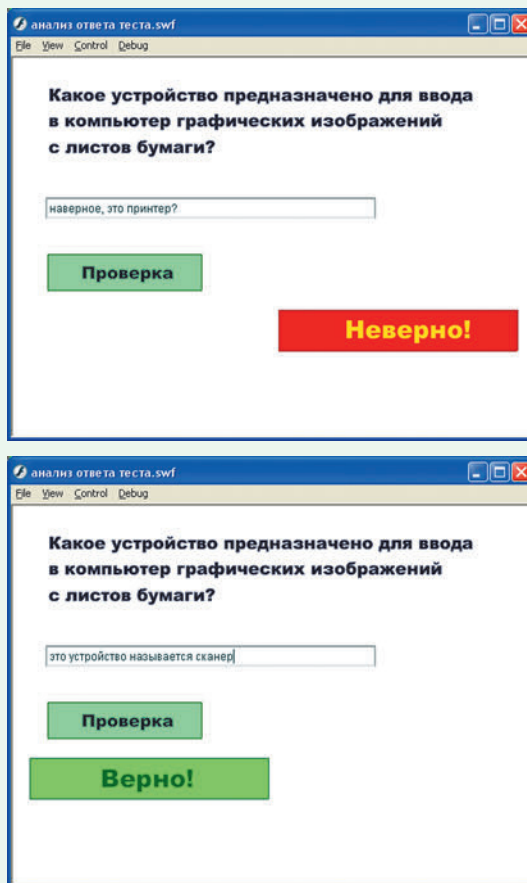 анализ ответа теста.swf
File View Control Debug
Какое устройство предназначено для ввода
в компьютер графических изображений
с листов бумаги?
наверное, это принтер?
Проверка
Неверно!
анализ ответа теста.swf
File View Control Debug
Какое устройство предназначено для ввода
в компьютер графических изображений
с листов бумаги?
это устройство называется сканер
Проверка
Верно!